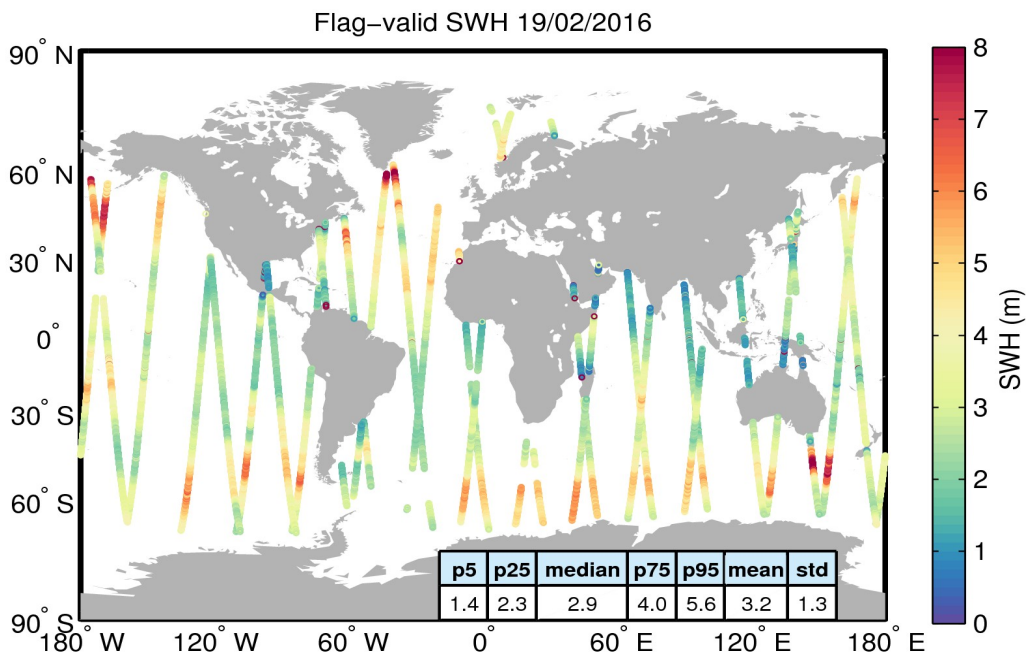 Flag−valid SWH 19/02/2016
90° N
60° N
30° N
0°
30° S
60° S
90° S
180° W
120° W
60° W
0
60° E
120° E
180° E
p5 p25 median p75 p95 mean std
1.4 2.3 2.9 4.0 5.6 3.2 1.3
8
7
6
5
4
3
2
1
0
SWH (m)